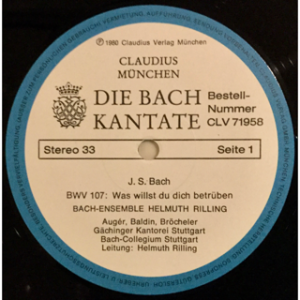 ℗ 1980 Claudius Verlag München
CLAUDIUS
MÜNCHEN
DIE BACH
KANTATE
Bestell-
Nummer
CLV 71958
Stereo 33
Seite 1
J. S. Bach
BWV 107: Was willst du dich betrüben
BACH-ENSEMBLE HELMUTH RILLING
Augér, Baldin, Bröcheler
Gächinger Kantorei Stuttgart
Bach-Collegium Stuttgart
Leitung: Helmuth Rilling